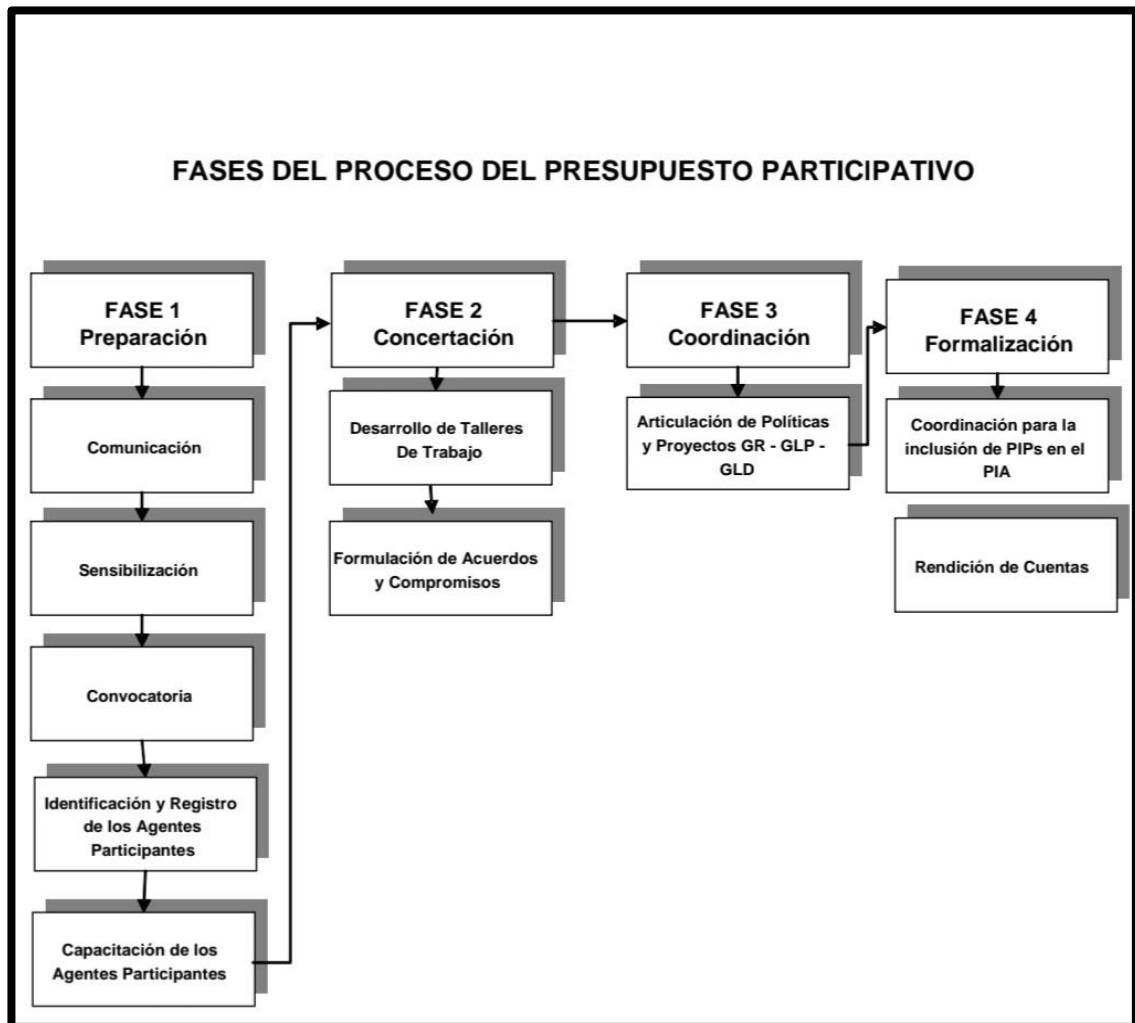 FASES DEL PROCESO DEL PRESUPUESTO PARTICIPATIVO
FASE 1
Preparación
Comunicación
Sensibilización
Convocatoria
Identificación y Registro
de los Agentes
Participantes
Capacitación de los
Agentes Participantes
FASE 2
Concertación
Desarrollo de Talleres
De Trabajo
Formulación de Acuerdos
y Compromisos
FASE 3
Coordinación
Articulación de Políticas
y Proyectos GR - GLP -
GLD
FASE 4
Formalización
Coordinación para la
inclusión de PIPs en el
PIA
Rendición de Cuentas